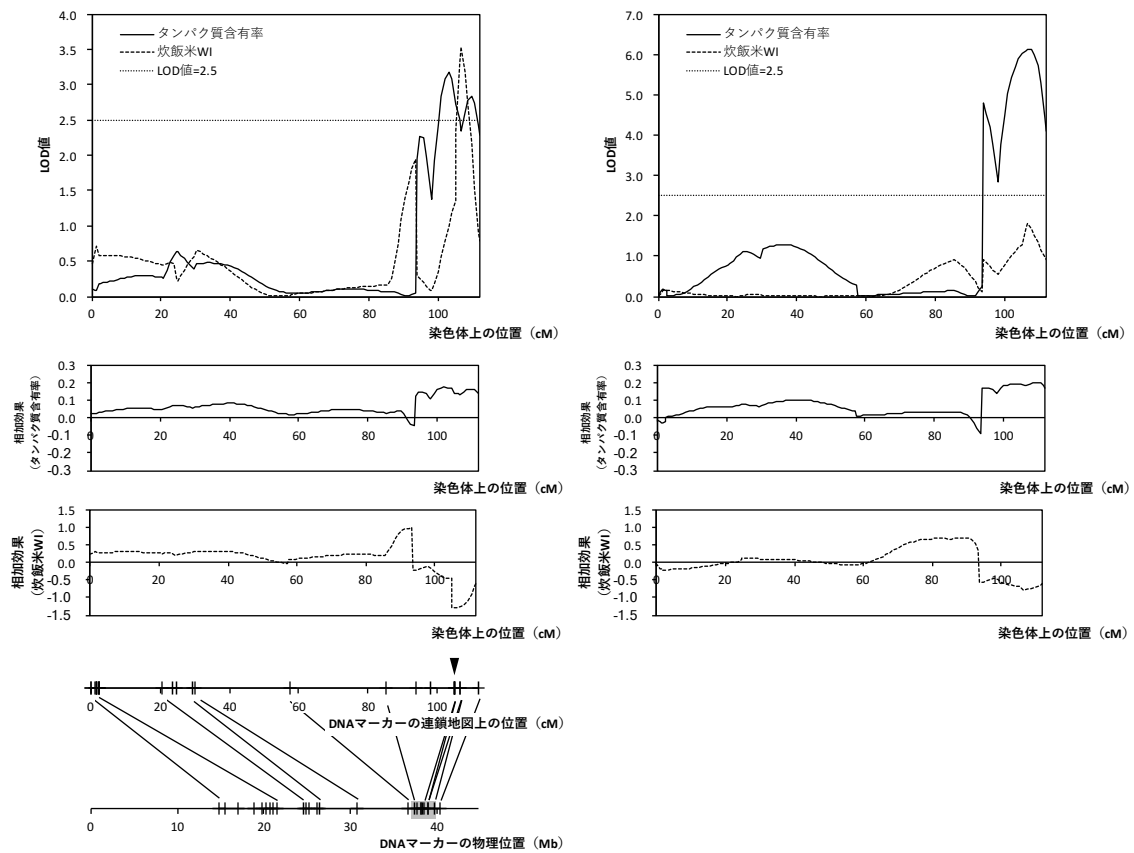 4.0
3.5
3.0
2.5
2.0
1.5
1.0
0.5
0.0
LOD値
タンパク質含有率
炊飯米WI
LOD値=2.5
0 20 40 60 80 100
染色体上の位置（cM）
7.0
6.0
5.0
4.0
3.0
2.0
1.0
0.0
LOD値
タンパク質含有率
炊飯米WI
LOD値=2.5
0 20 40 60 80 100
染色体上の位置（cM）
0.3
0.2
0.1
0.0
-0.1
-0.2
-0.3
相加効果
（タンパク質含有率）
0 20 40 60 80 100
染色体上の位置（cM）
0.3
0.2
0.1
0.0
-0.1
-0.2
-0.3
相加効果
（タンパク質含有率）
0 20 40 60 80 100
染色体上の位置（cM）
1.5
1.0
0.5
0.0
-0.5
-1.0
-1.5
相加効果
（炊飯米WI）
0 20 40 60 80 100
染色体上の位置（cM）
1.5
1.0
0.5
0.0
-0.5
-1.0
-1.5
相加効果
（炊飯米WI）
0 20 40 60 80 100
染色体上の位置（cM）
0 20 40 60 80 100
DNAマーカーの連鎖地図上の位置（cM）
0 10 20 30 40
DNAマーカーの物理位置（Mb）